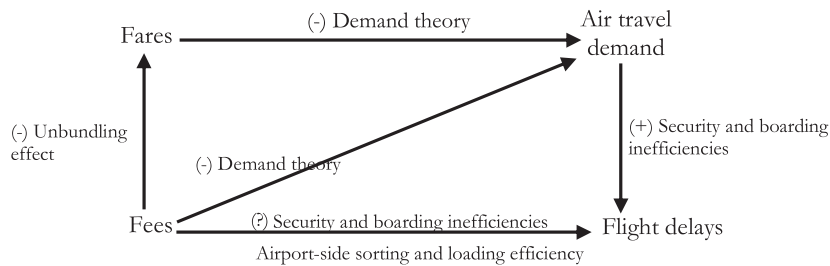 (-) Demand theory
Air travel
demand
Fares
(-) Unbundling
effect
(+) Security and boarding
inefficiencies
(-) Demand theory
Fees
(?) Security and boarding inefficiencies
Flight delays
Airport-side sorting and loading efficiency